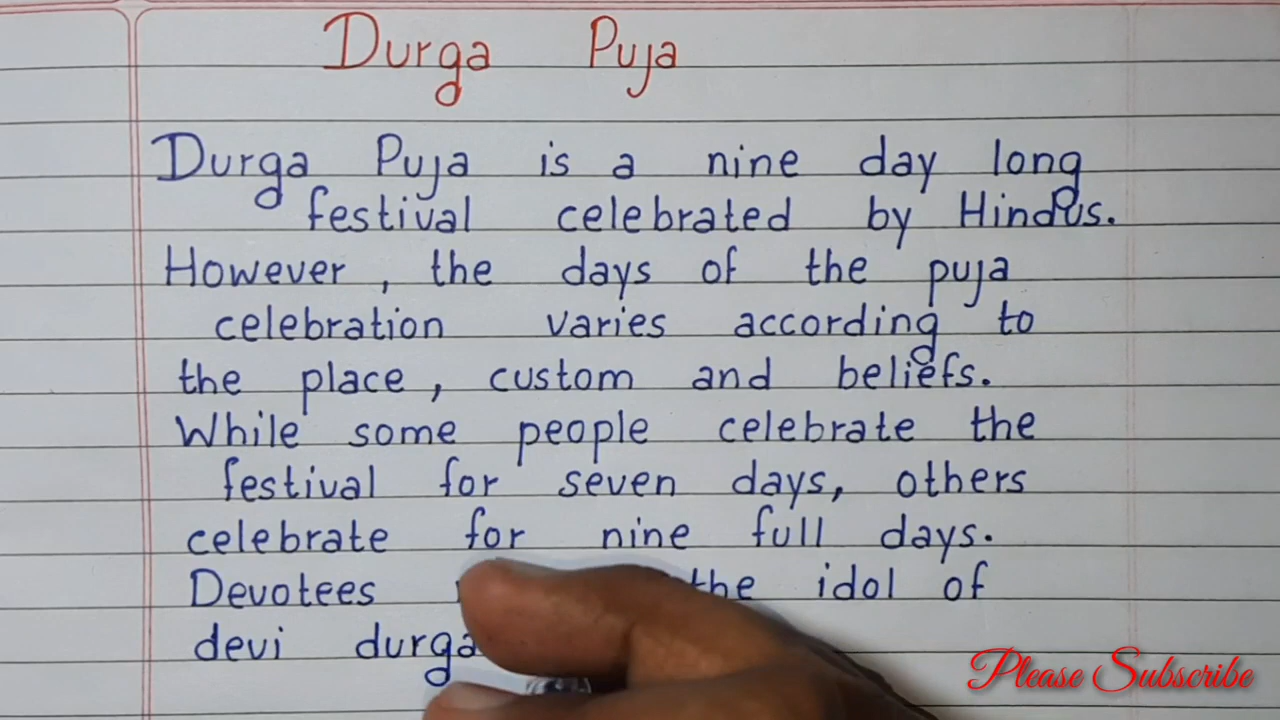 Durga Puja
Durga Puja is a nine day long
festival celebrated by Hindus.
However, the days of the puja
celebration varies according to
the place, custom and beliefs.
While some people celebrate the
festival for seven days, others
celebrate for nine full days.
Devotees the idol of
devi durga
Please Subscribe